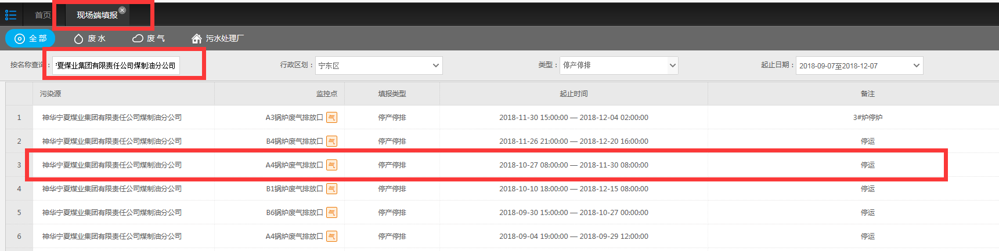 首页 现场端填报
全部 废水 废气 污水处理厂
按名称查询: 宁夏煤业集团有限责任公司煤制油分公司 行政区划: 宁东区 类型: 停产停排 起止日期: 2018-09-07至2018-12-07
污染源 监控点 填报类型 起止时间 备注
1 神华宁夏煤业集团有限责任公司煤制油分公司 A3锅炉废气排放口 气 停产停排 2018-11-30 15:00:00 — 2018-12-04 02:00:00 3#炉停炉
2 神华宁夏煤业集团有限责任公司煤制油分公司 B4锅炉废气排放口 气 停产停排 2018-11-26 21:00:00 — 2018-12-20 16:00:00 停运
3 神华宁夏煤业集团有限责任公司煤制油分公司 A4锅炉废气排放口 气 停产停排 2018-10-27 08:00:00 — 2018-11-30 08:00:00 停运
4 神华宁夏煤业集团有限责任公司煤制油分公司 B1锅炉废气排放口 气 停产停排 2018-10-10 18:00:00 — 2018-12-15 08:00:00 停运
5 神华宁夏煤业集团有限责任公司煤制油分公司 B6锅炉废气排放口 气 停产停排 2018-09-30 15:00:00 — 2018-10-27 00:00:00 停运
6 神华宁夏煤业集团有限责任公司煤制油分公司 A4锅炉废气排放口 气 停产停排 2018-09-04 19:00:00 — 2018-09-29 12:00:00 停运